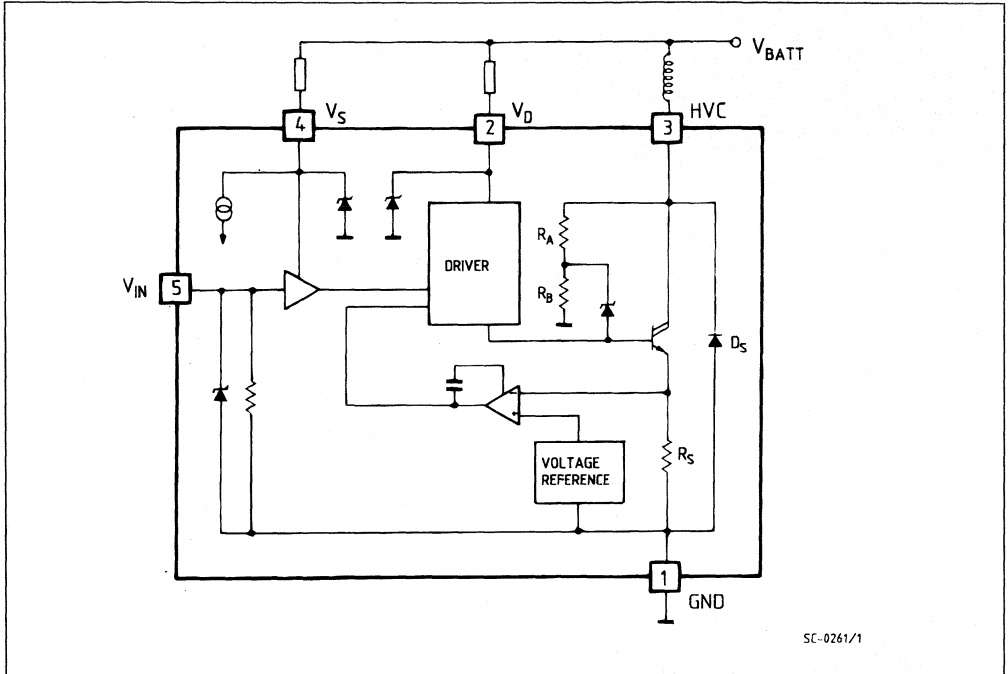 V_BATT
V_S
V_D
HVC
4
2
3
R_A
DRIVER
V_IN
5
R_B
D_S
VOLTAGE
REFERENCE
R_S
1
GND
SC-0261/1